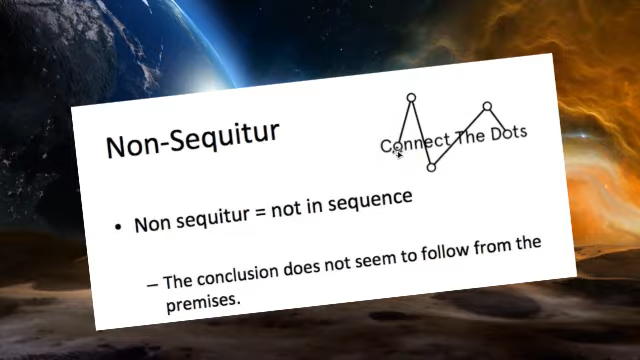 Non-Sequitur
Connect The Dots
• Non sequitur = not in sequence
– The conclusion does not seem to follow from the
premises.